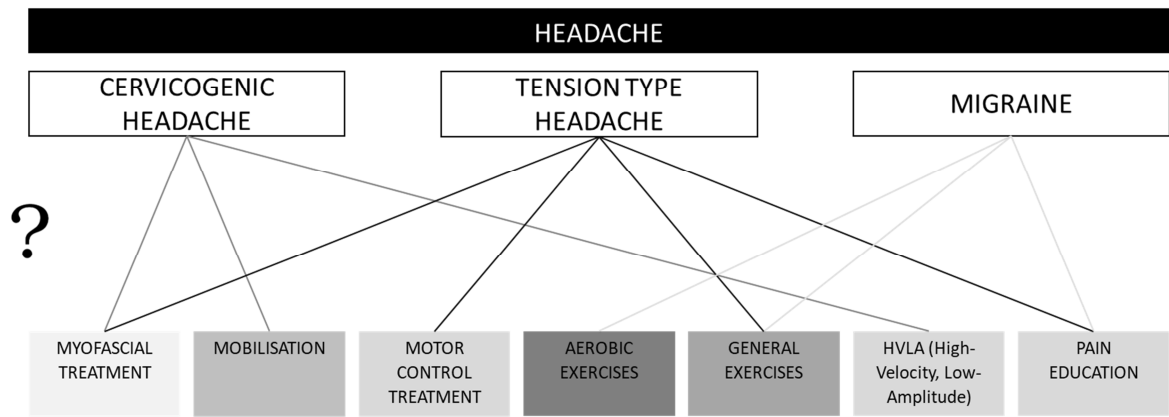 HEADACHE
CERVICOGENIC
HEADACHE
TENSION TYPE
HEADACHE
MIGRAINE
?
MYOFASCIAL
TREATMENT
MOBILISATION
MOTOR
CONTROL
TREATMENT
AEROBIC
EXERCISES
GENERAL
EXERCISES
HVLA (High-
Velocity, Low-
Amplitude)
PAIN
EDUCATION